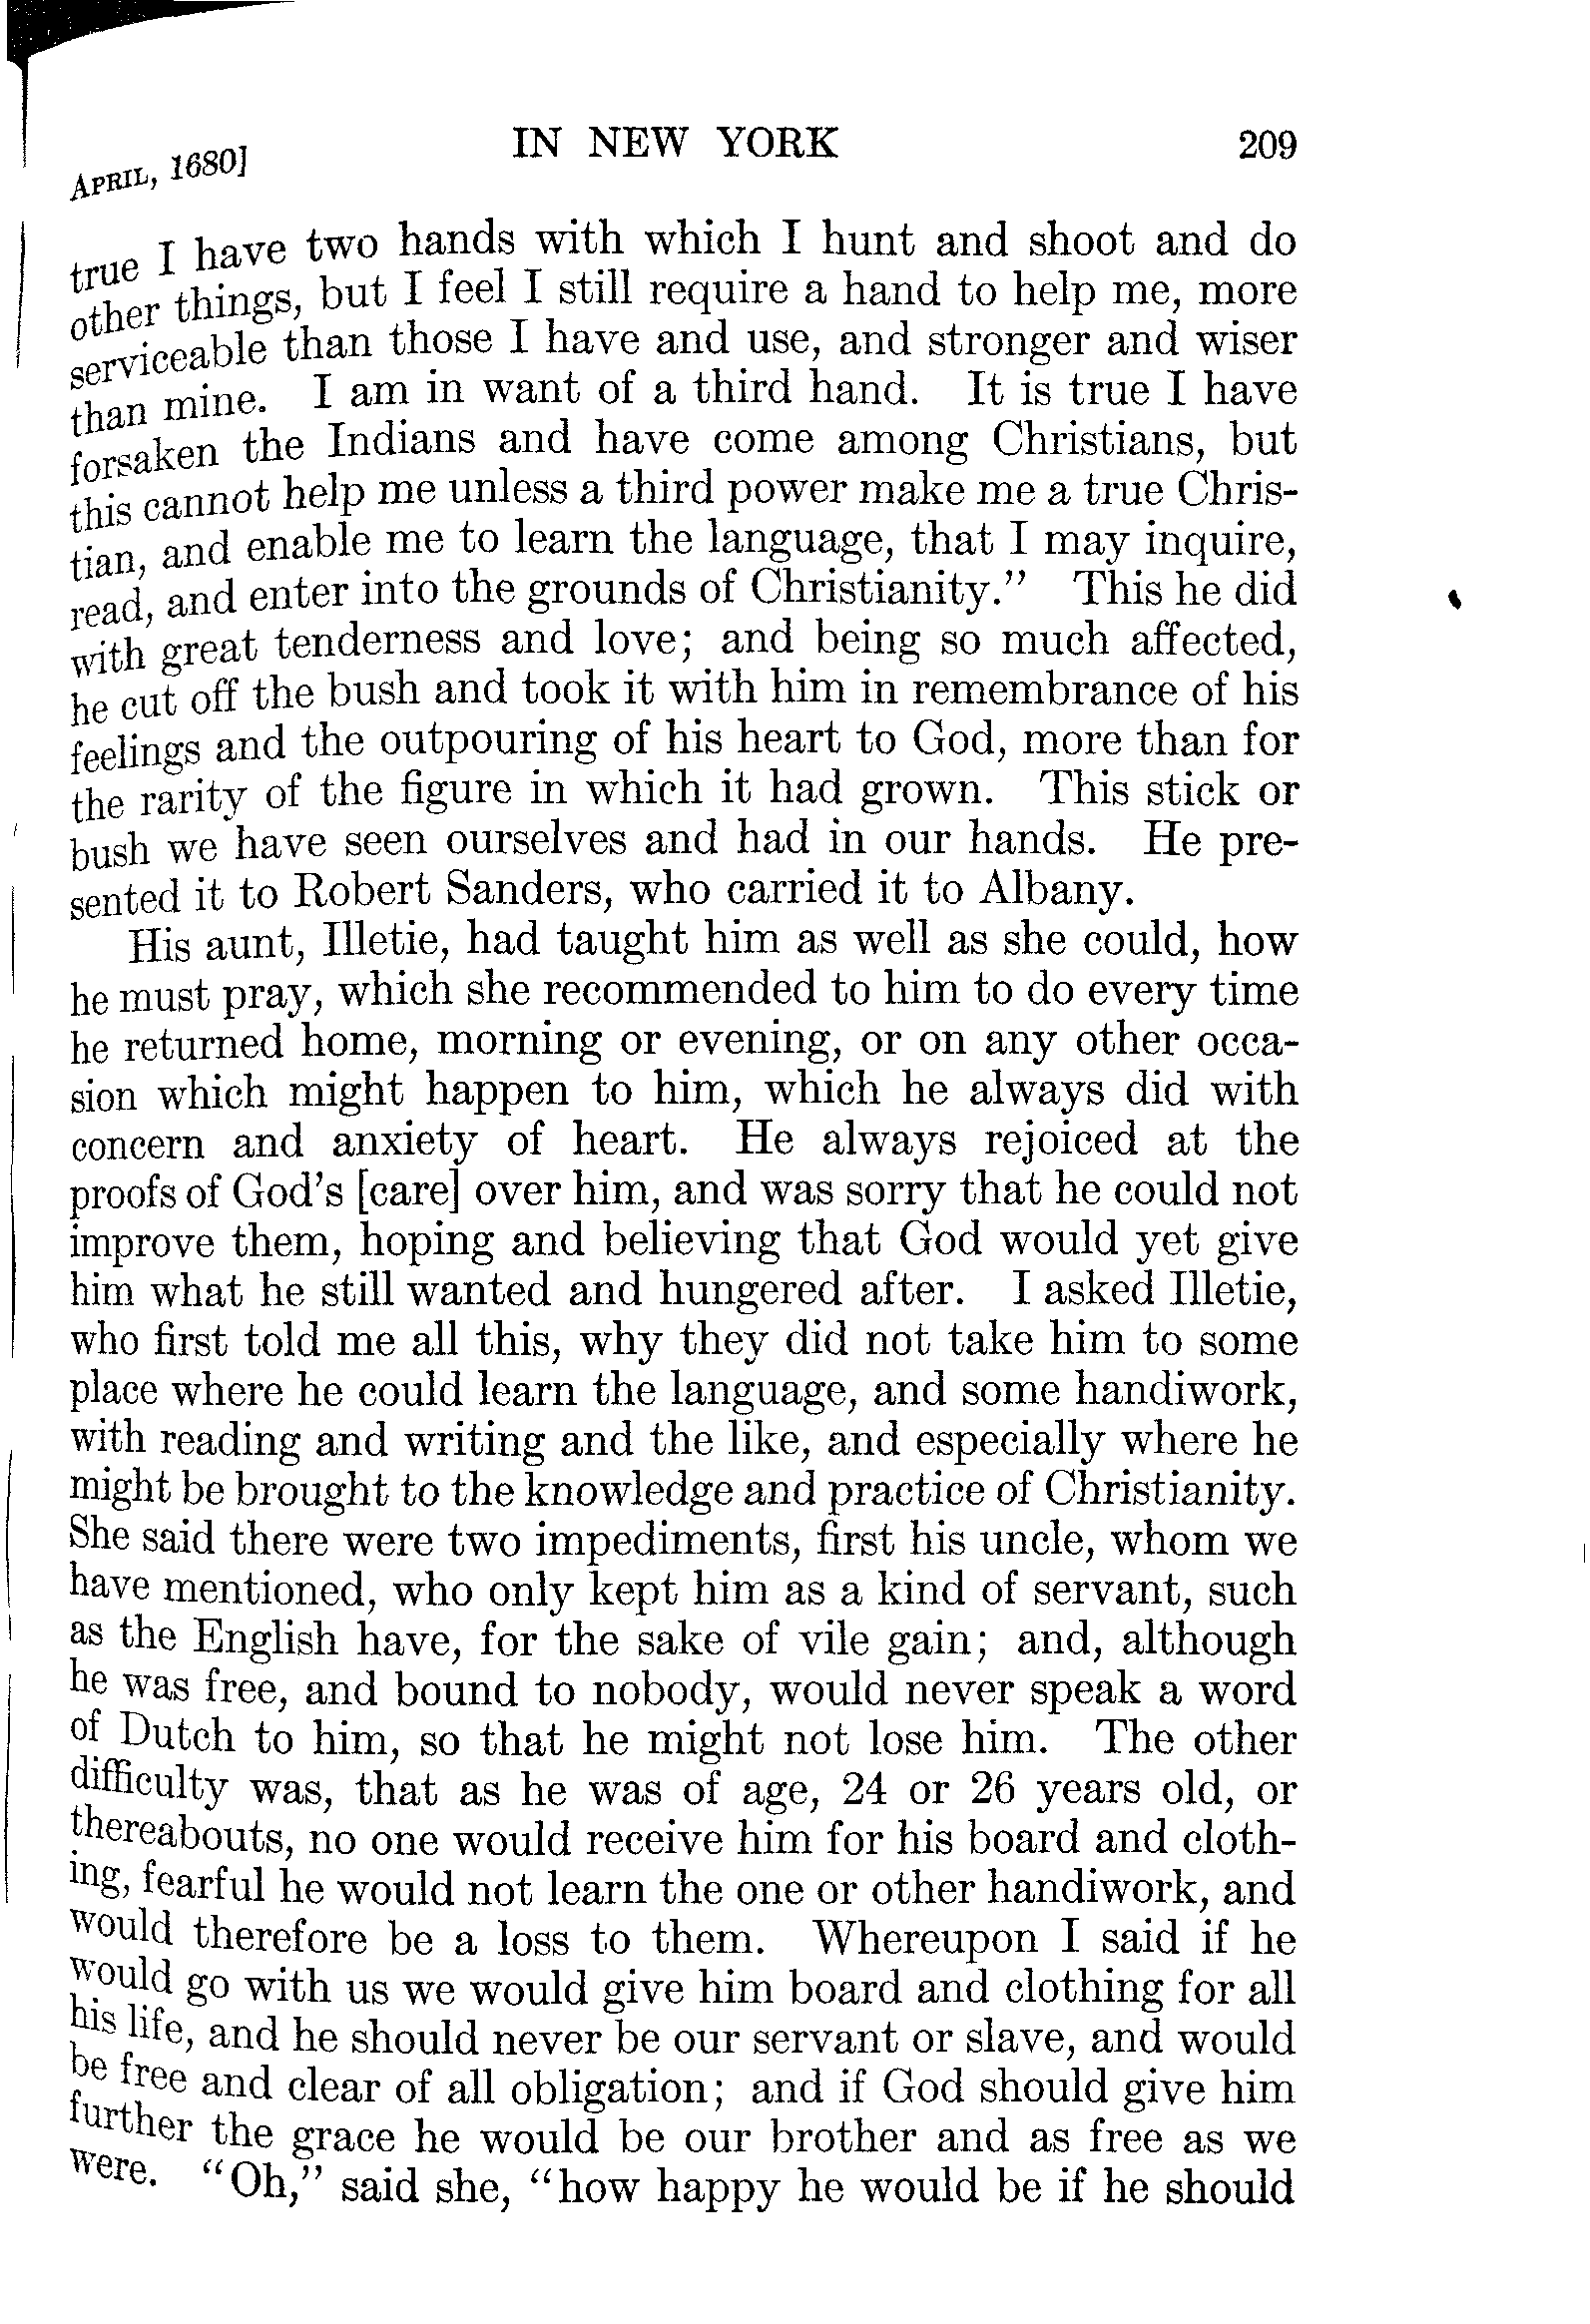 APRIL, 1680] IN NEW YORK 209
true I have two hands with which I hunt and shoot and do
other things, but I feel I still require a hand to help me, more
serviceable than those I have and use, and stronger and wiser
than mine. I am in want of a third hand. It is true I have
forsaken the Indians and have come among Christians, but
this cannot help me unless a third power make me a true Chris-
tian, and enable me to learn the language, that I may inquire,
read, and enter into the grounds of Christianity.” This he did
with great tenderness and love; and being so much affected,
he cut off the bush and took it with him in remembrance of his
feelings and the outpouring of his heart to God, more than for
the rarity of the figure in which it had grown. This stick or
bush we have seen ourselves and had in our hands. He pre-
sented it to Robert Sanders, who carried it to Albany.
His aunt, Illetie, had taught him as well as she could, how
he must pray, which she recommended to him to do every time
he returned home, morning or evening, or on any other occa-
sion which might happen to him, which he always did with
concern and anxiety of heart. He always rejoiced at the
proofs of God's [care] over him, and was sorry that he could not
improve them, hoping and believing that God would yet give
him what he still wanted and hungered after. I asked Illetie,
who first told me all this, why they did not take him to some
place where he could learn the language, and some handiwork,
with reading and writing and the like, and especially where he
might be brought to the knowledge and practice of Christianity.
She said there were two impediments, first his uncle, whom we
have mentioned, who only kept him as a kind of servant, such
as the English have, for the sake of vile gain; and, although
he was free, and bound to nobody, would never speak a word
of Dutch to him, so that he might not lose him. The other
difficulty was, that as he was of age, 24 or 26 years old, or
thereabouts, no one would receive him for his board and cloth-
ing, fearful he would not learn the one or other handiwork, and
would therefore be a loss to them. Whereupon I said if he
would go with us we would give him board and clothing for all
his life, and he should never be our servant or slave, and would
be free and clear of all obligation; and if God should give him
further the grace he would be our brother and as free as we
were. “Oh,” said she, “how happy he would be if he should